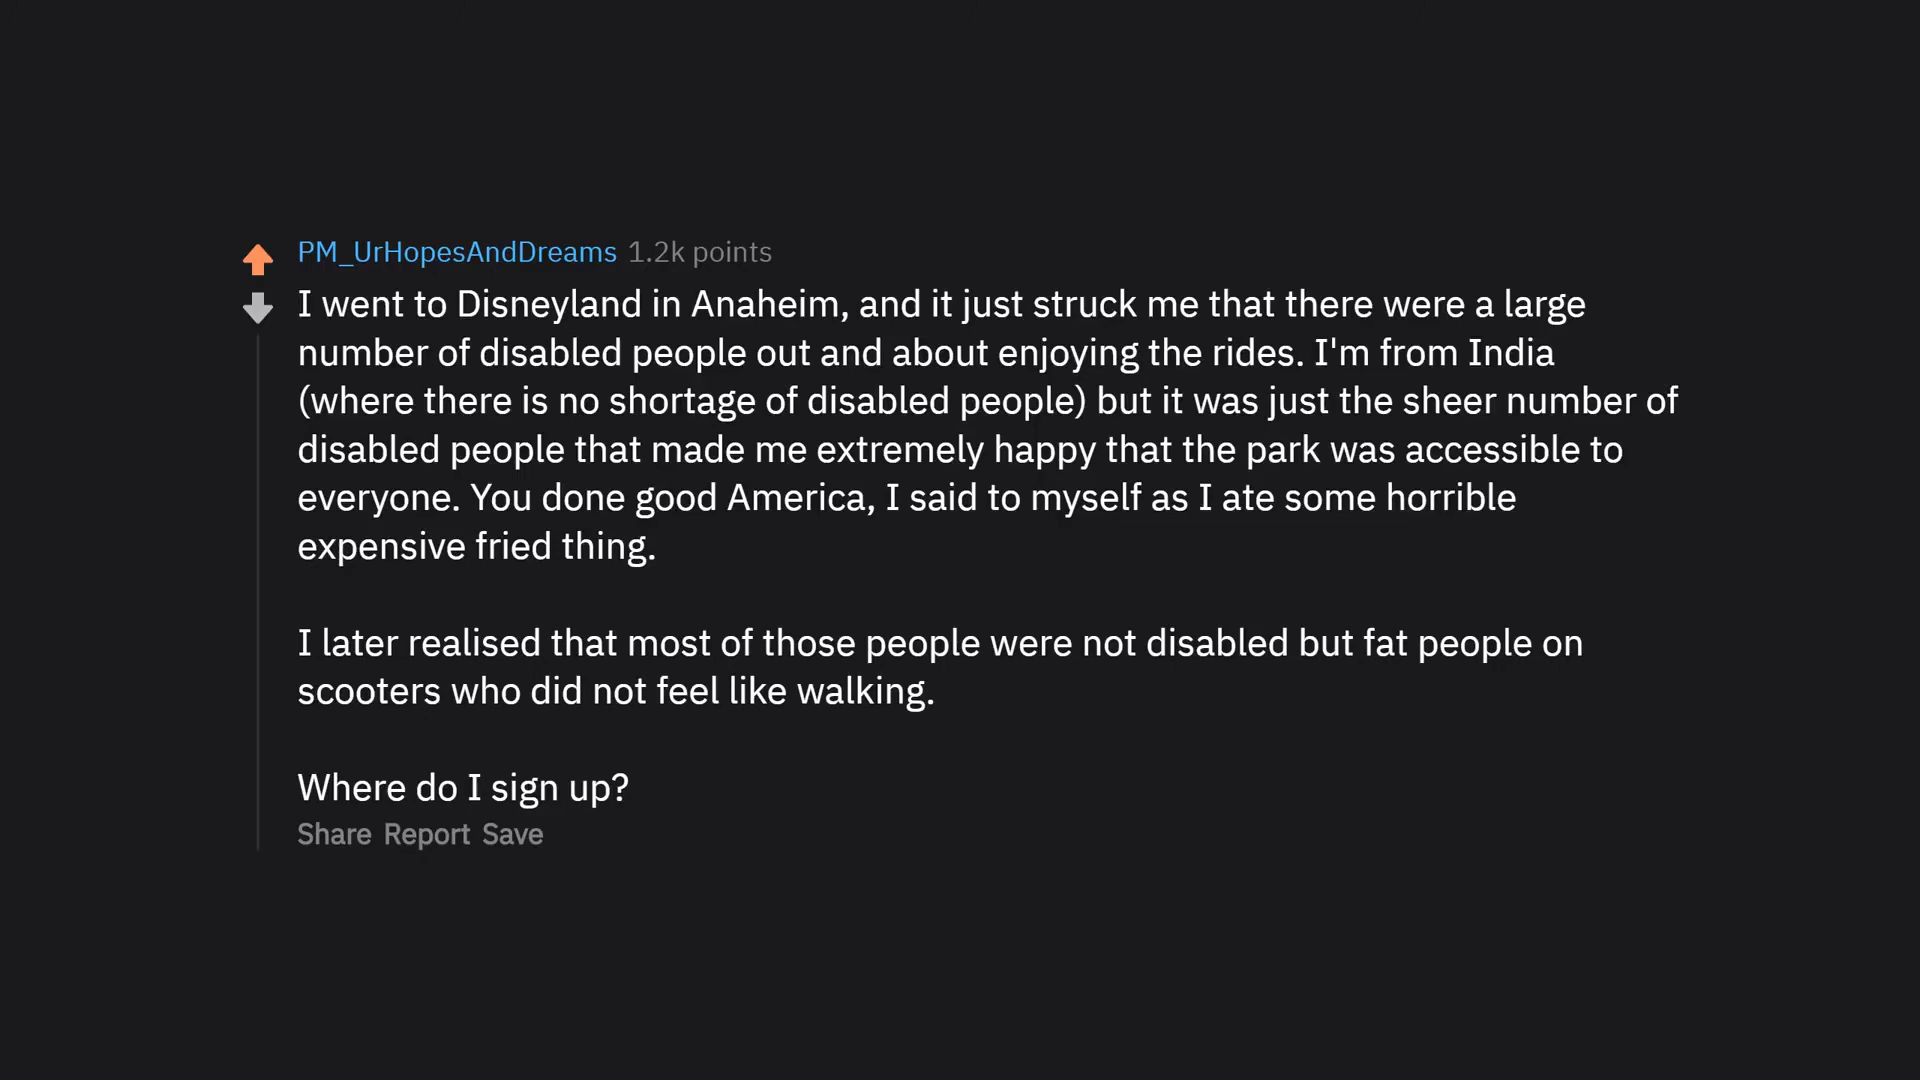 PM_UrHopesAndDreams 1.2k points
I went to Disneyland in Anaheim, and it just struck me that there were a large
number of disabled people out and about enjoying the rides. I'm from India
(where there is no shortage of disabled people) but it was just the sheer number of
disabled people that made me extremely happy that the park was accessible to
everyone. You done good America, I said to myself as I ate some horrible
expensive fried thing.
I later realised that most of those people were not disabled but fat people on
scooters who did not feel like walking.
Where do I sign up?
Share Report Save